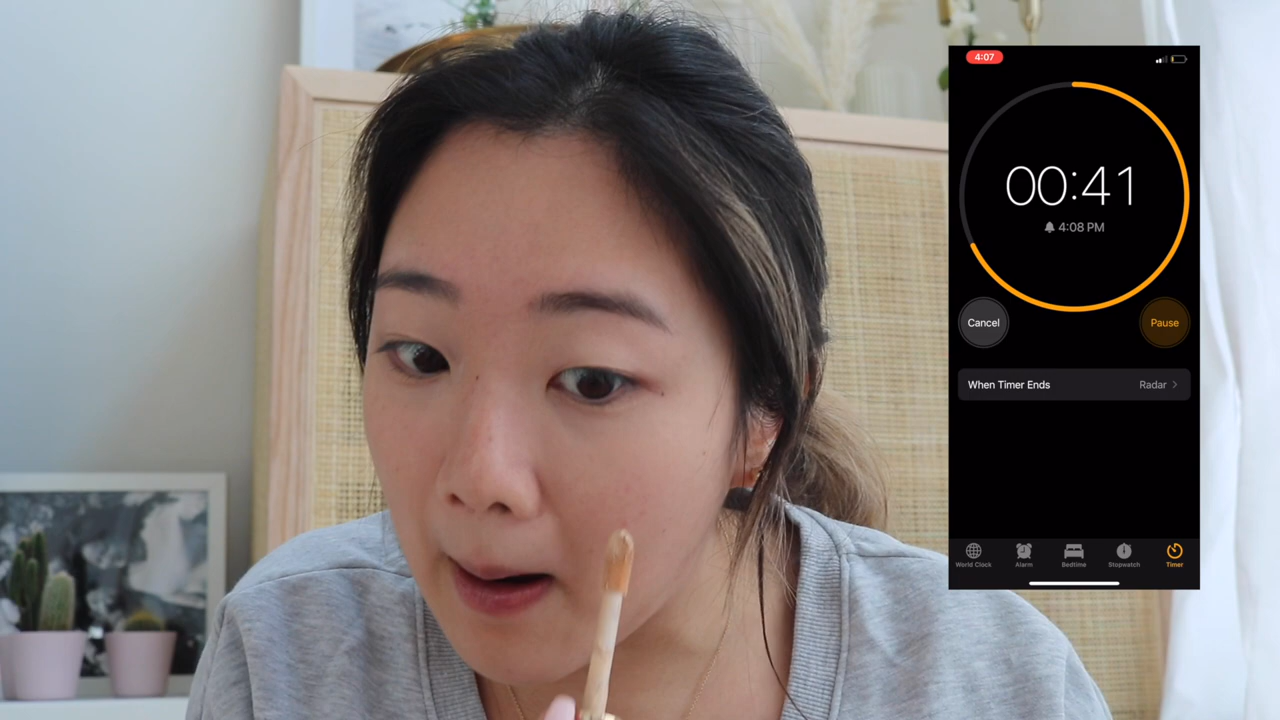 4:07
00:41
4:08 PM
Cancel
Pause
When Timer Ends
Radar
World Clock
Alarm
Bedtime
Stopwatch
Timer